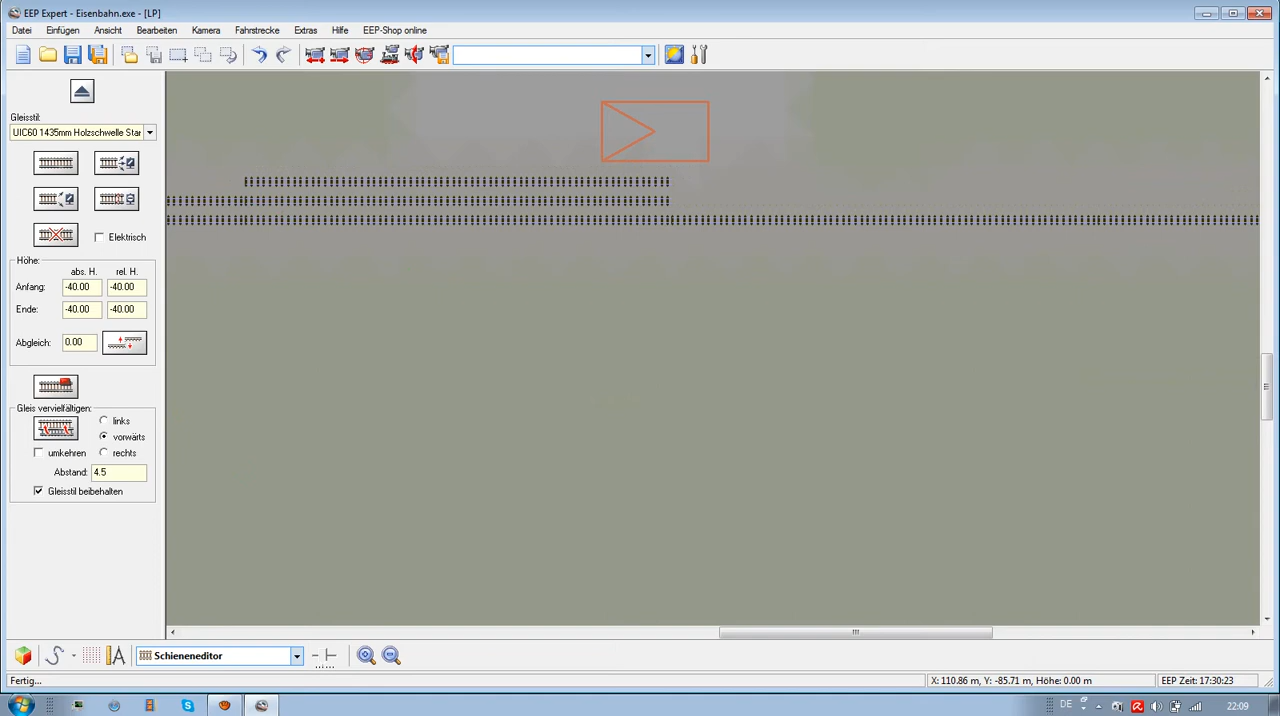 EEP Expert - Eisenbahn.exe - [LP]
Datei Einfügen Ansicht Bearbeiten Kamera Fahrstrecke Extras Hilfe EEP-Shop online
Gleisstil:
UIC60 1435mm Holzschwelle Star
Elektrisch
Höhe:
abs. H. rel. H.
Anfang: -40.00 -40.00
Ende: -40.00 -40.00
Abgleich: 0.00
Gleis vervielfältigen:
links
vorwärts
umkehren rechts
Abstand: 4.5
Gleisstil beibehalten
Schieneneditor
Fertig... X: 110.86 m, Y: -85.71 m, Höhe: 0.00 m EEP Zeit: 17:30:23
DE 22:09